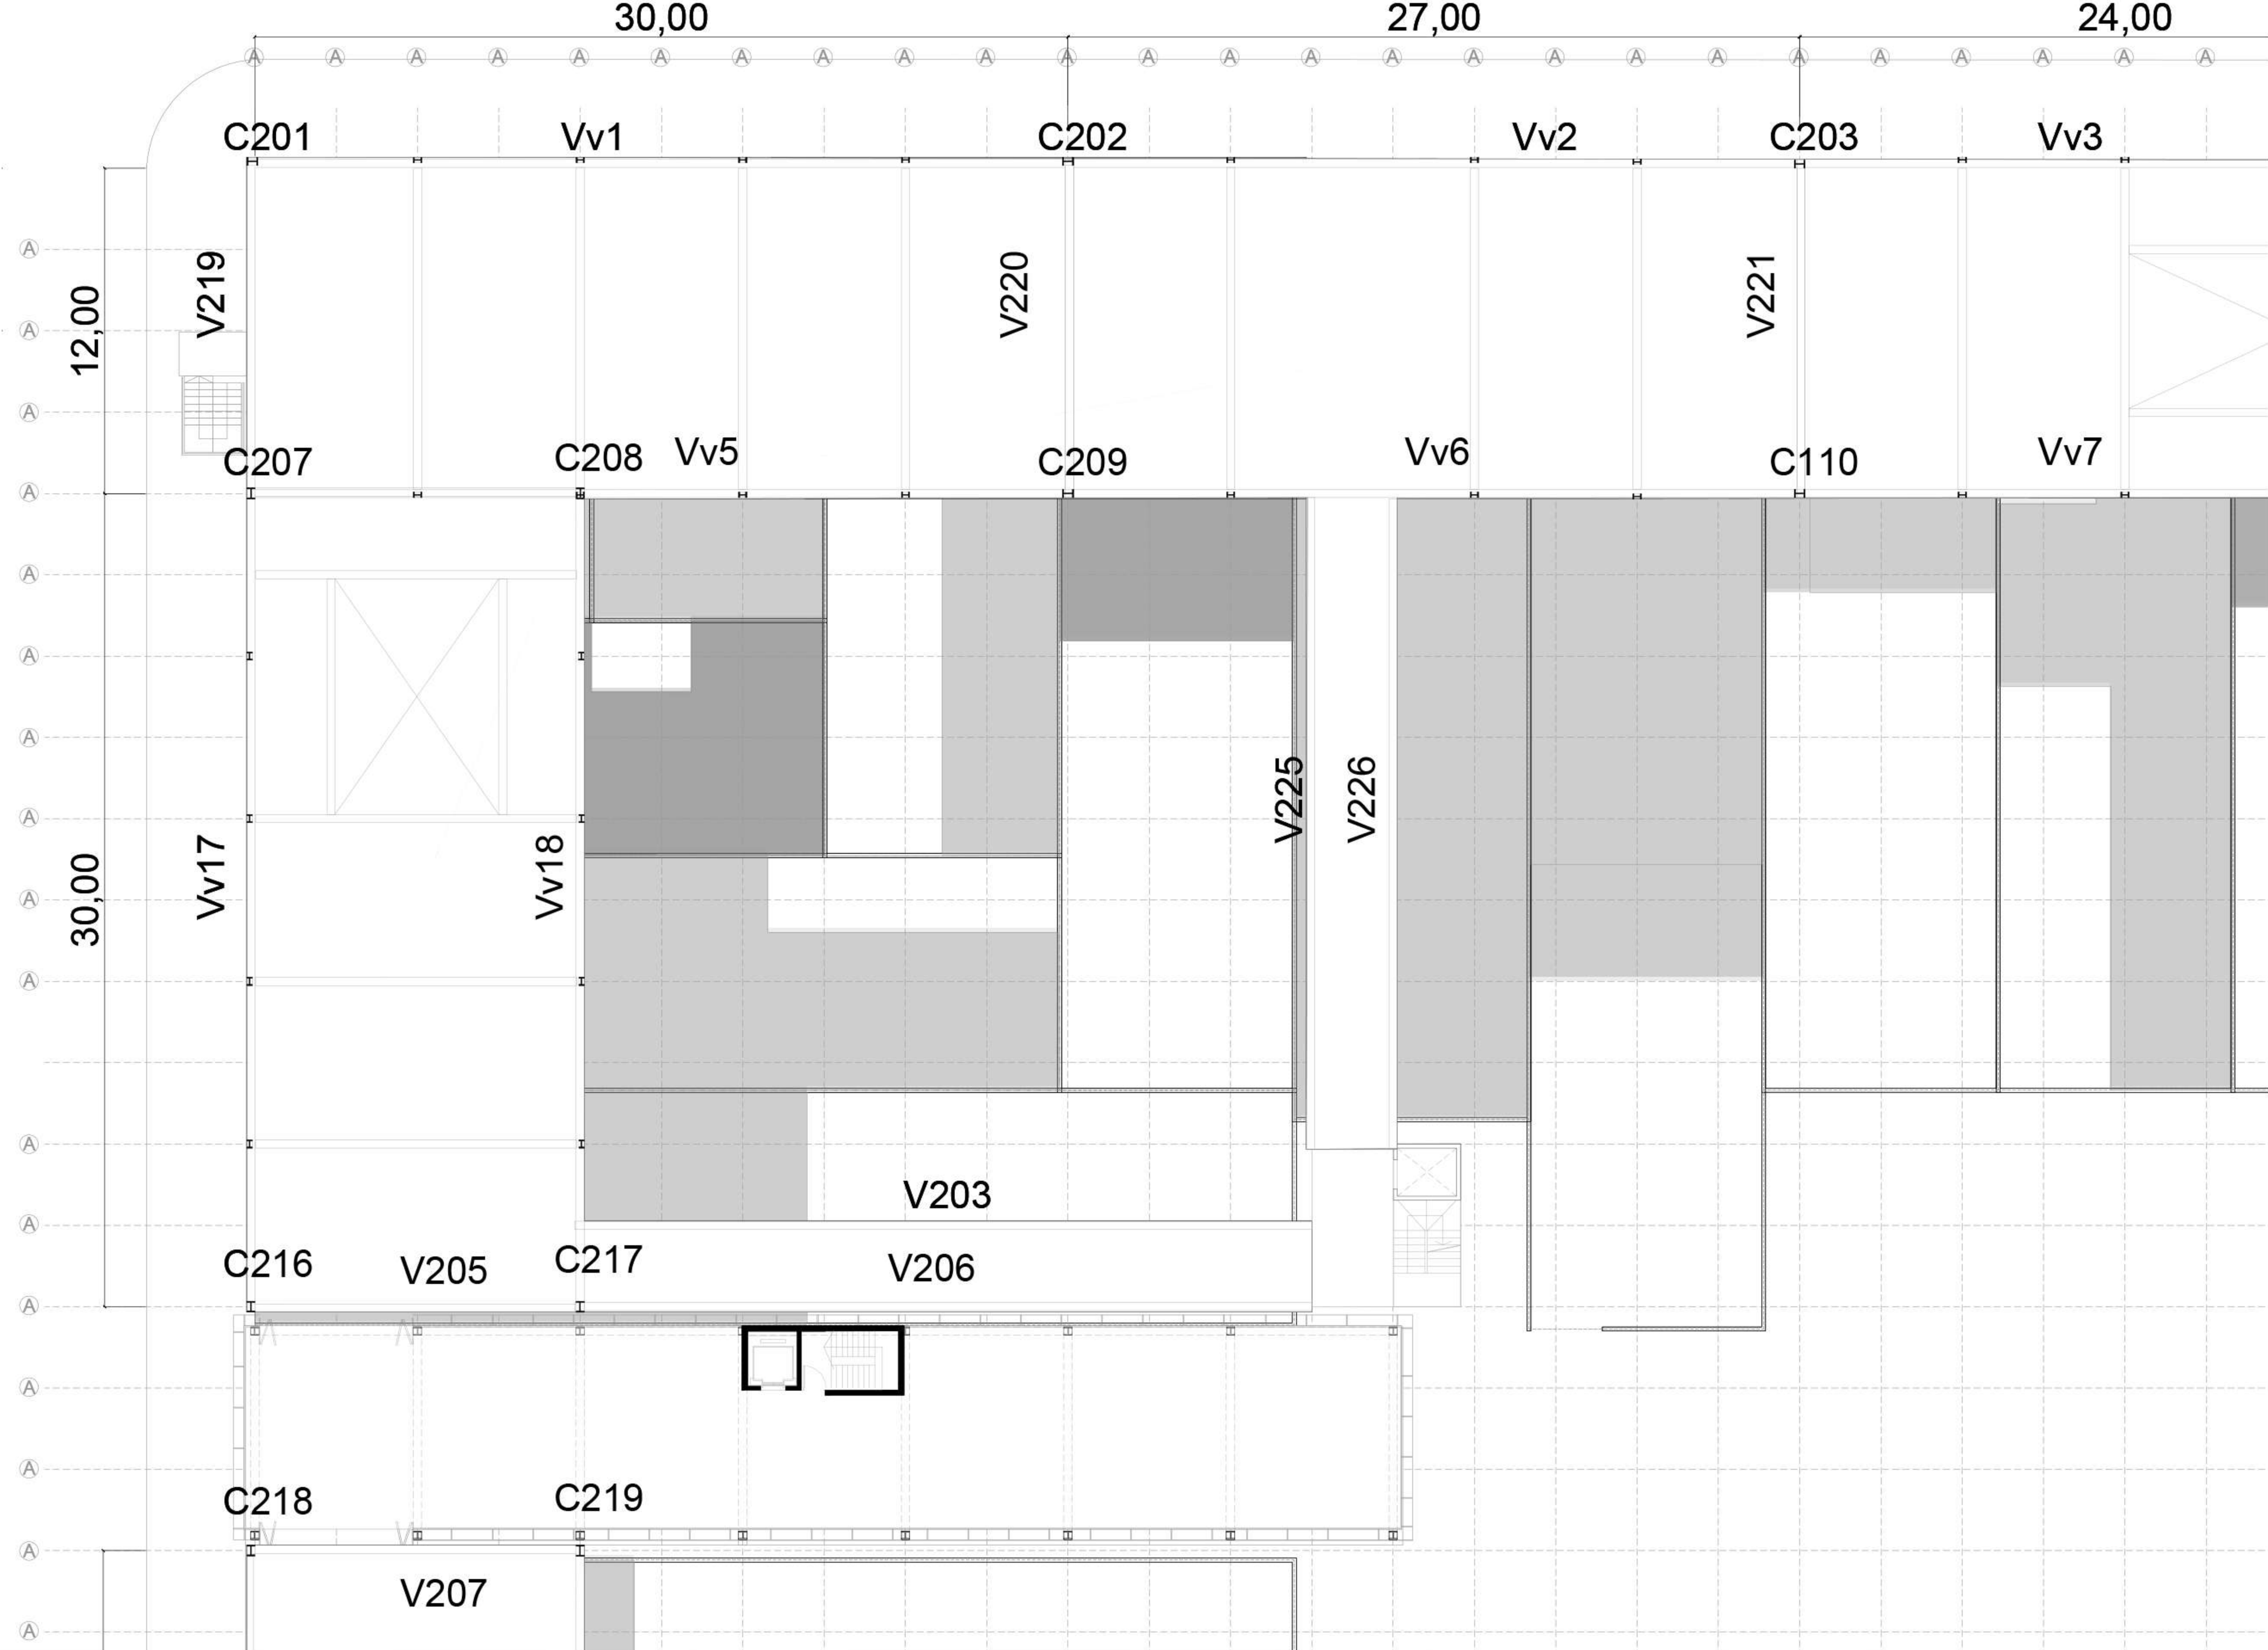 30,00 27,00 24,00
A A A A A A A A A A A A A A A A A A A A A A A A A
C201 Vv1 C202 Vv2 C203 Vv3
A
V219 V220 V221
12,00
A
A
C207 C208 Vv5 C209 Vv6 C110 Vv7
A
A
A
A
V225 V226
A
Vv17 Vv18
30,00
A
A
A
V203
A
C216 V205 C217 V206
A
A
A
C218 C219
A
V207
A